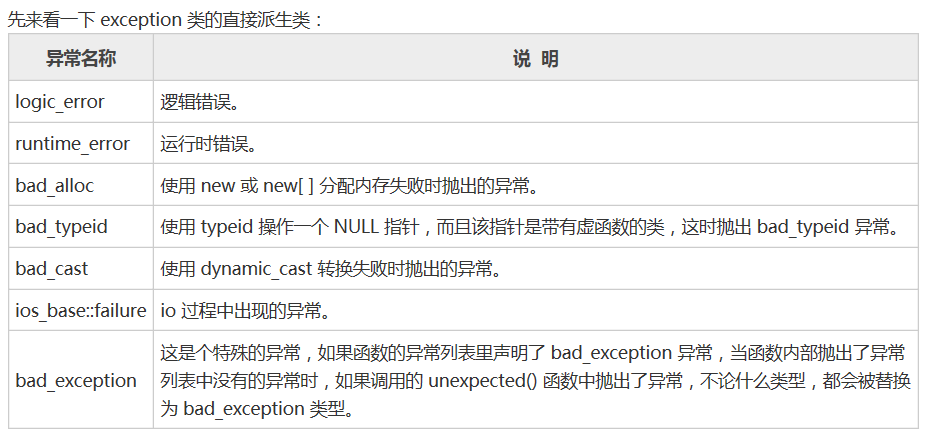 先来看一下 exception 类的直接派生类：
异常名称 说 明
logic_error 逻辑错误。
runtime_error 运行时错误。
bad_alloc 使用 new 或 new[ ] 分配内存失败时抛出的异常。
bad_typeid 使用 typeid 操作一个 NULL 指针，而且该指针是带有虚函数的类，这时抛出 bad_typeid 异常。
bad_cast 使用 dynamic_cast 转换失败时抛出的异常。
ios_base::failure io 过程中出现的异常。
这是个特殊的异常，如果函数的异常列表里声明了 bad_exception 异常，当函数内部抛出了异常
bad_exception 列表中没有的异常时，如果调用的 unexpected() 函数中抛出了异常，不论什么类型，都会被替换
为 bad_exception 类型。